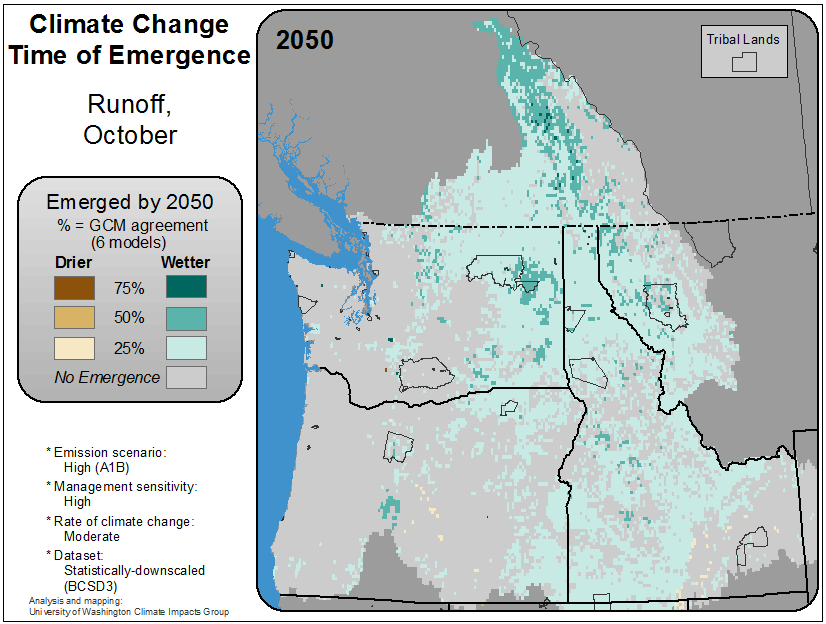 Climate Change
Time of Emergence
Runoff,
October
Emerged by 2050
% = GCM agreement
(6 models)
Drier Wetter
75%
50%
25%
No Emergence
* Emission scenario:
High (A1B)
* Management sensitivity:
High
* Rate of climate change:
Moderate
* Dataset:
Statistically-downscaled
(BCSD3)
Analysis and mapping:
University of Washington Climate Impacts Group
2050
Tribal Lands